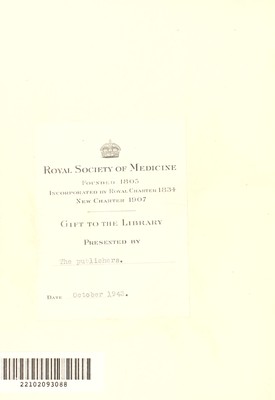 ROYAL SOCIETY OF MEDICINE
FOUNDED 1805
INCORPORATED BY ROYAL CHARTER 1834
NEW CHARTER 1907
GIFT TO THE LIBRARY
PRESENTED BY
The publishers.
DATE October 1942.
22102093088